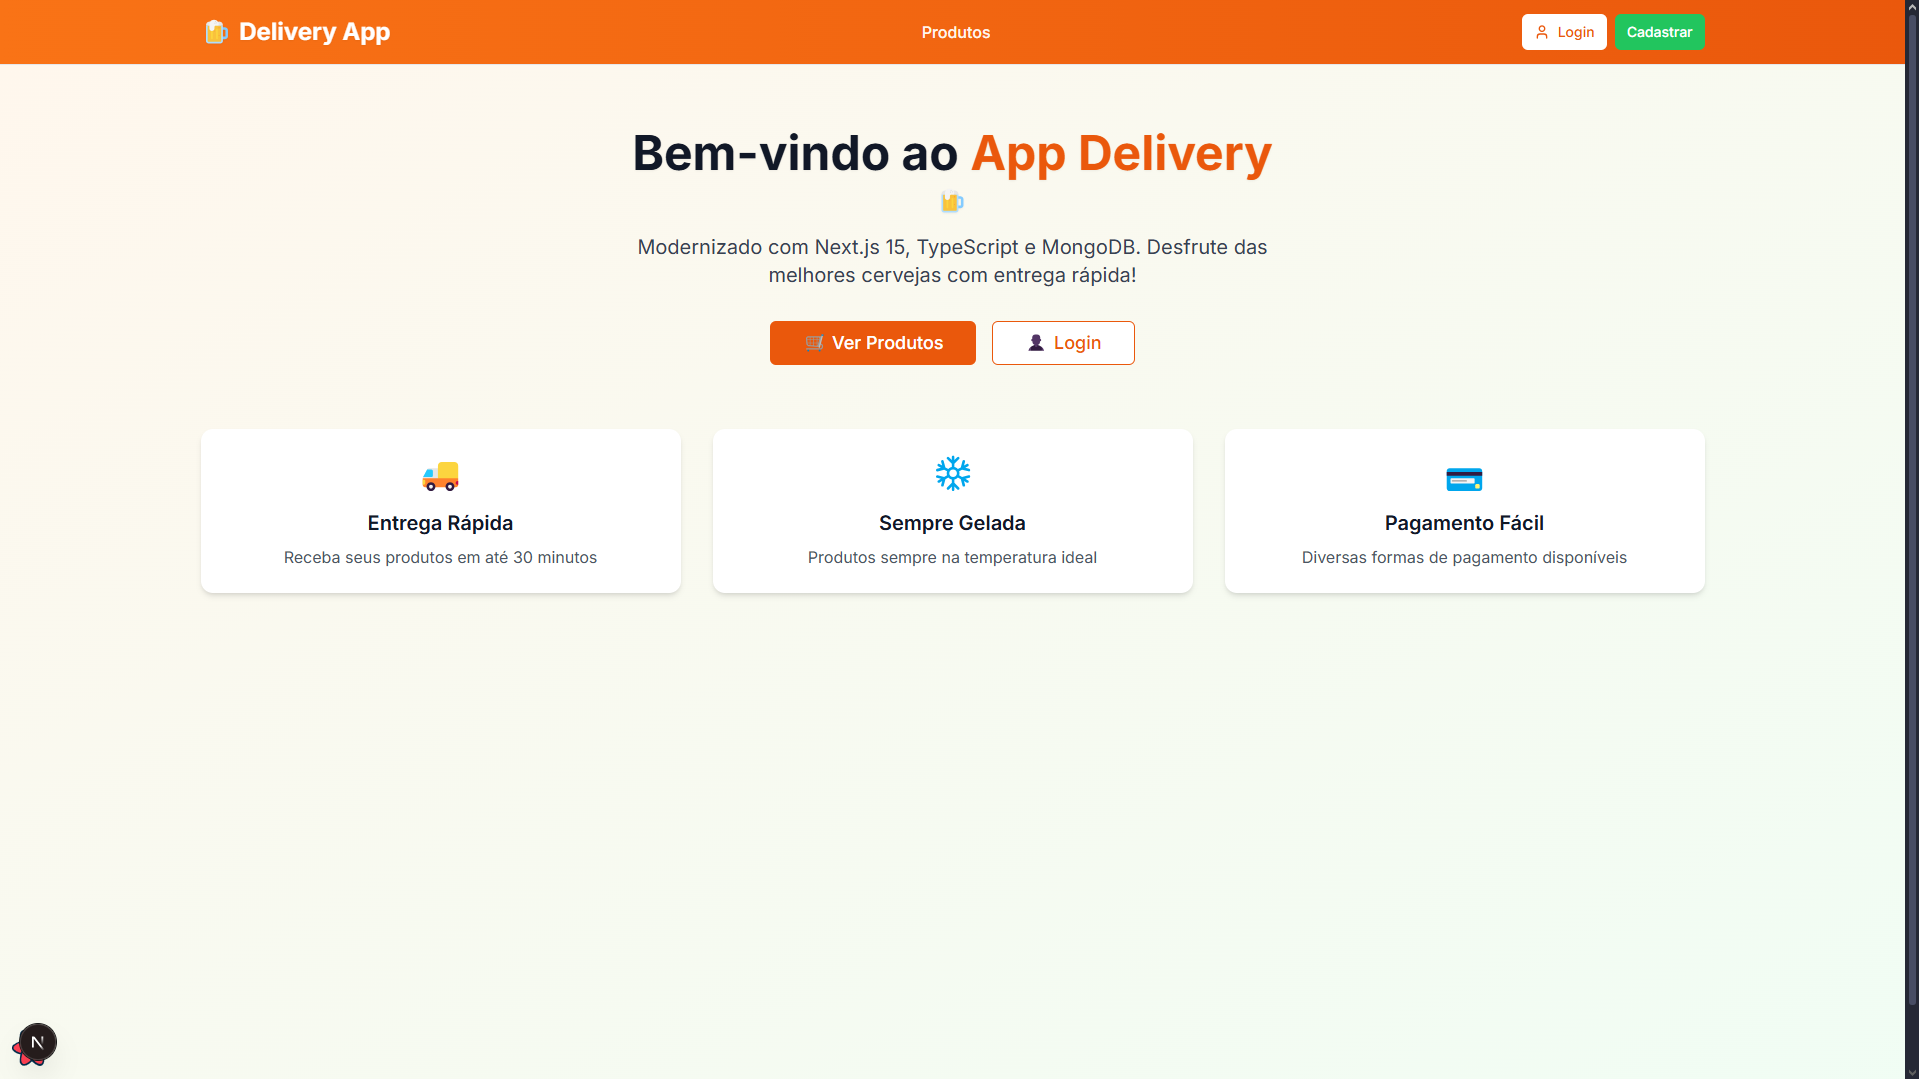 Delivery App
Produtos
Login
Cadastrar
Bem-vindo ao App Delivery
Modernizado com Next.js 15, TypeScript e MongoDB. Desfrute das
melhores cervejas com entrega rápida!
Ver Produtos
Login
Entrega Rápida
Receba seus produtos em até 30 minutos
Sempre Gelada
Produtos sempre na temperatura ideal
Pagamento Fácil
Diversas formas de pagamento disponíveis
N